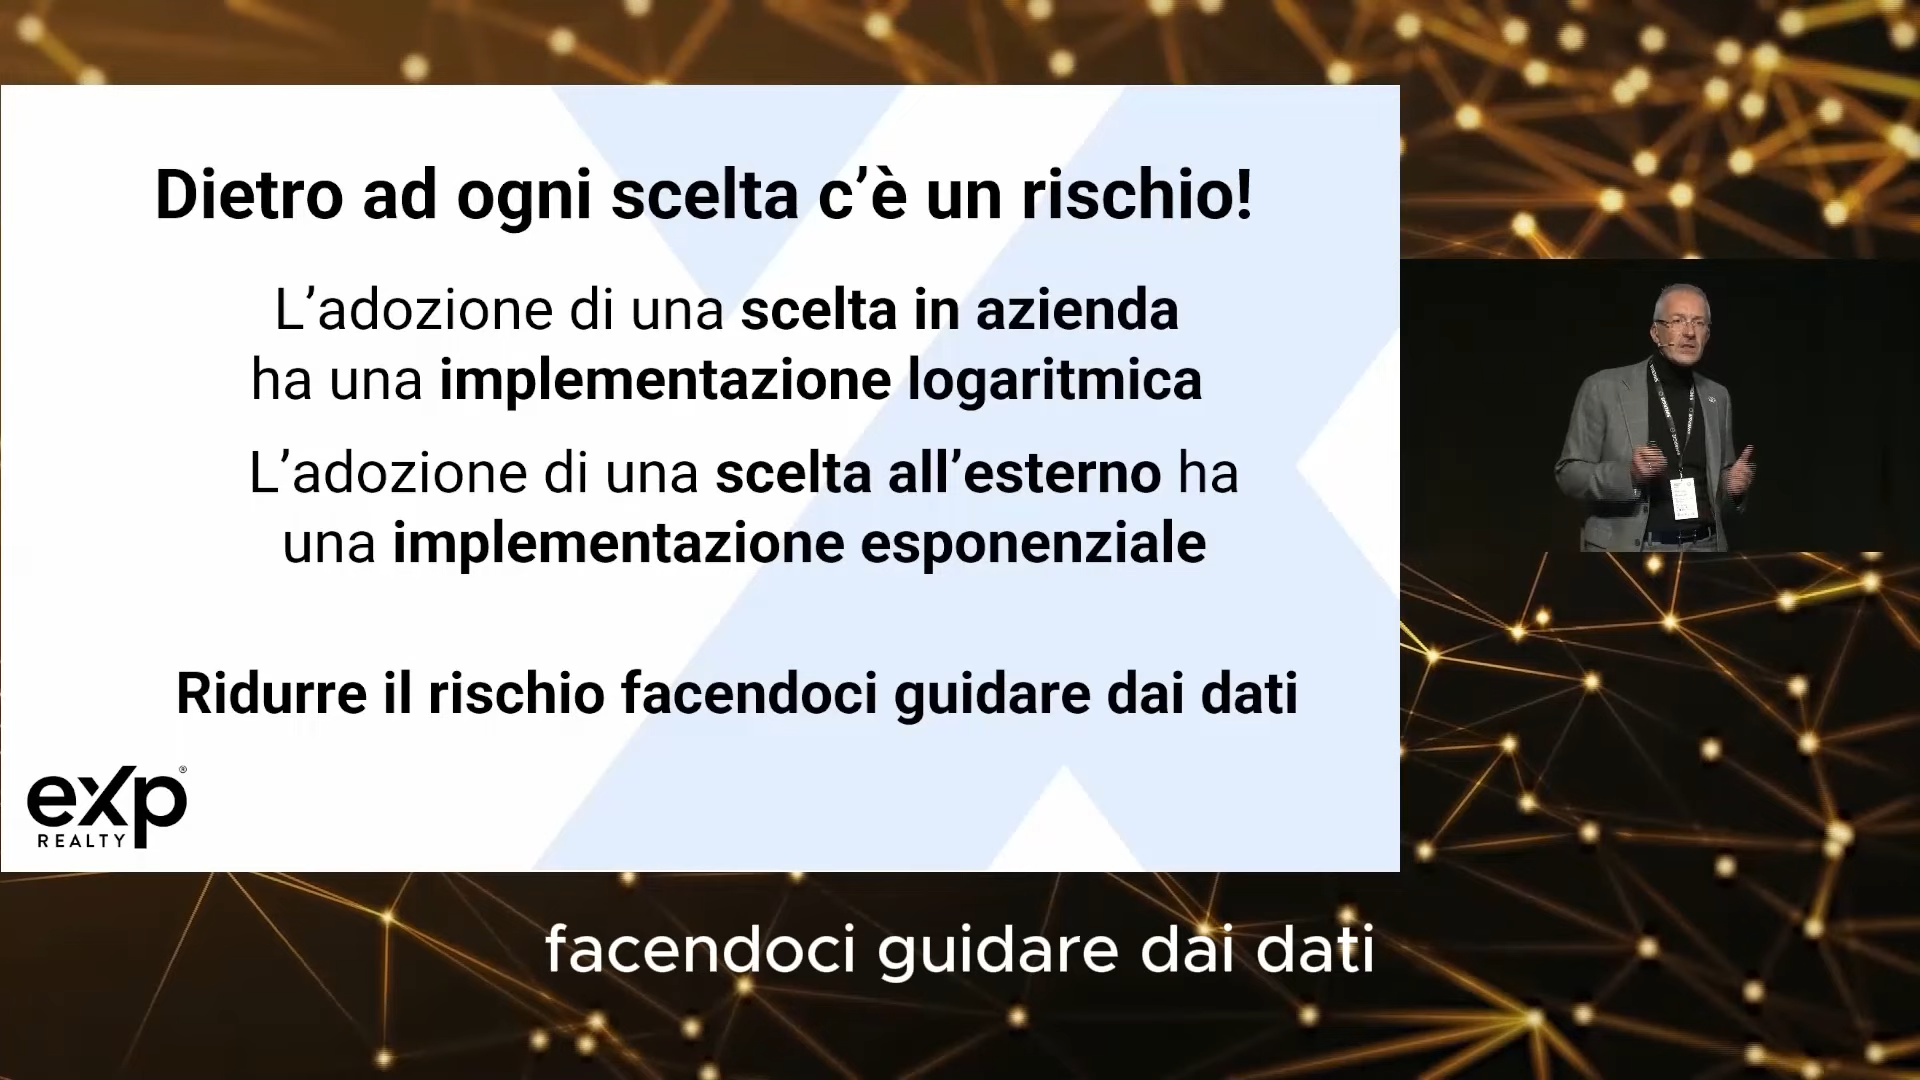 Dietro ad ogni scelta c’è un rischio!
L’adozione di una scelta in azienda
ha una implementazione logaritmica
L’adozione di una scelta all’esterno ha
una implementazione esponenziale
Ridurre il rischio facendoci guidare dai dati
eXp®
REALTY
facendoci guidare dai dati